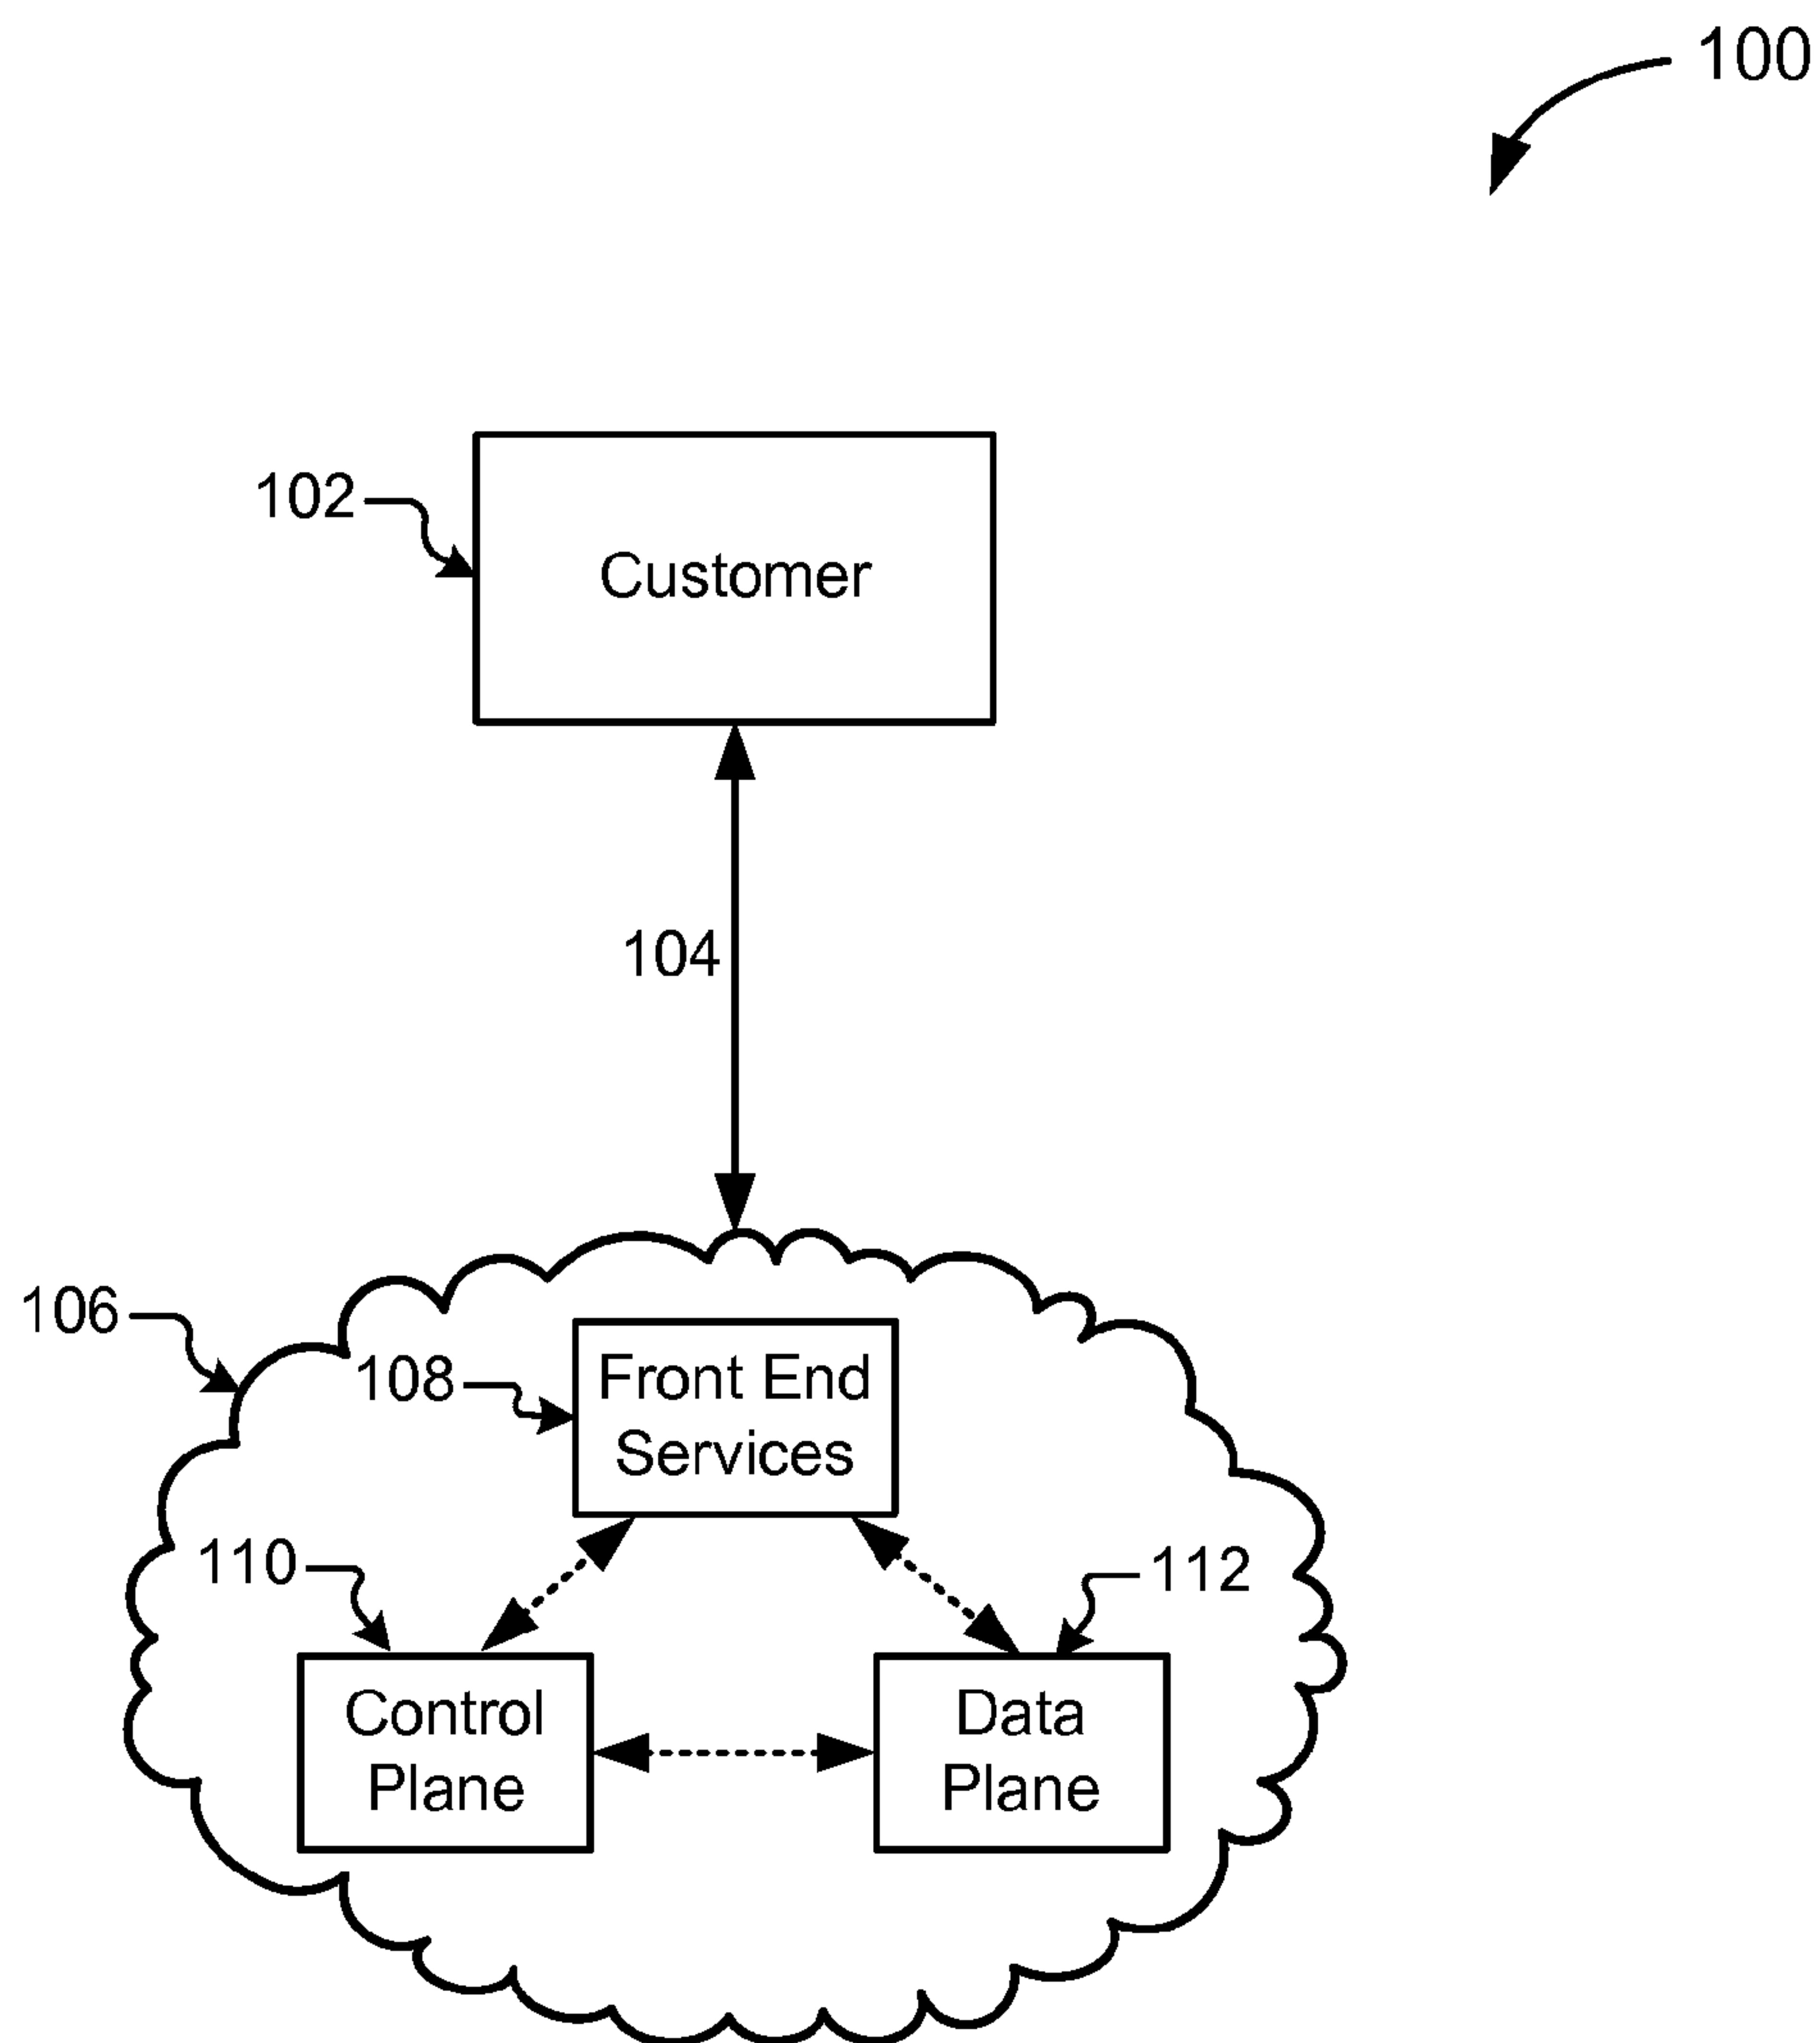 100
102
Customer
104
106
108
Front End
Services
110
112
Control
Plane
Data
Plane